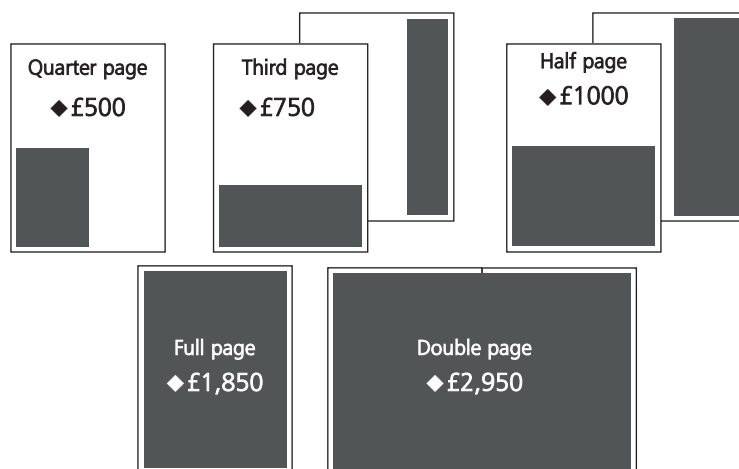 Quarter page
◆£500
Third page
◆£750
Half page
◆£1000
Full page
◆£1,850
Double page
◆£2,950